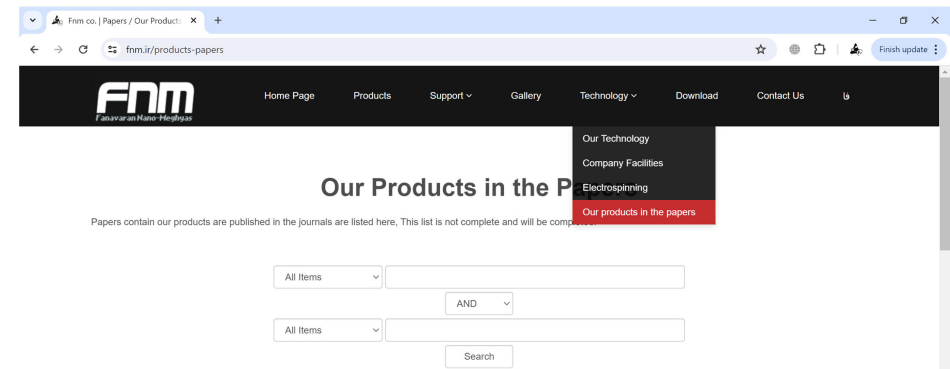 Fnm co. | Papers / Our Products
fnm.ir/products-papers
Finish update
FNM
Fanavaran Nano-Meghyas
Home Page Products Support Gallery Technology Download Contact Us فا
Our Technology
Company Facilities
Electrospinning
Our products in the papers
Our Products in the Papers
Papers contain our products are published in the journals are listed here, This list is not complete and will be completed.
All Items
AND
All Items
Search